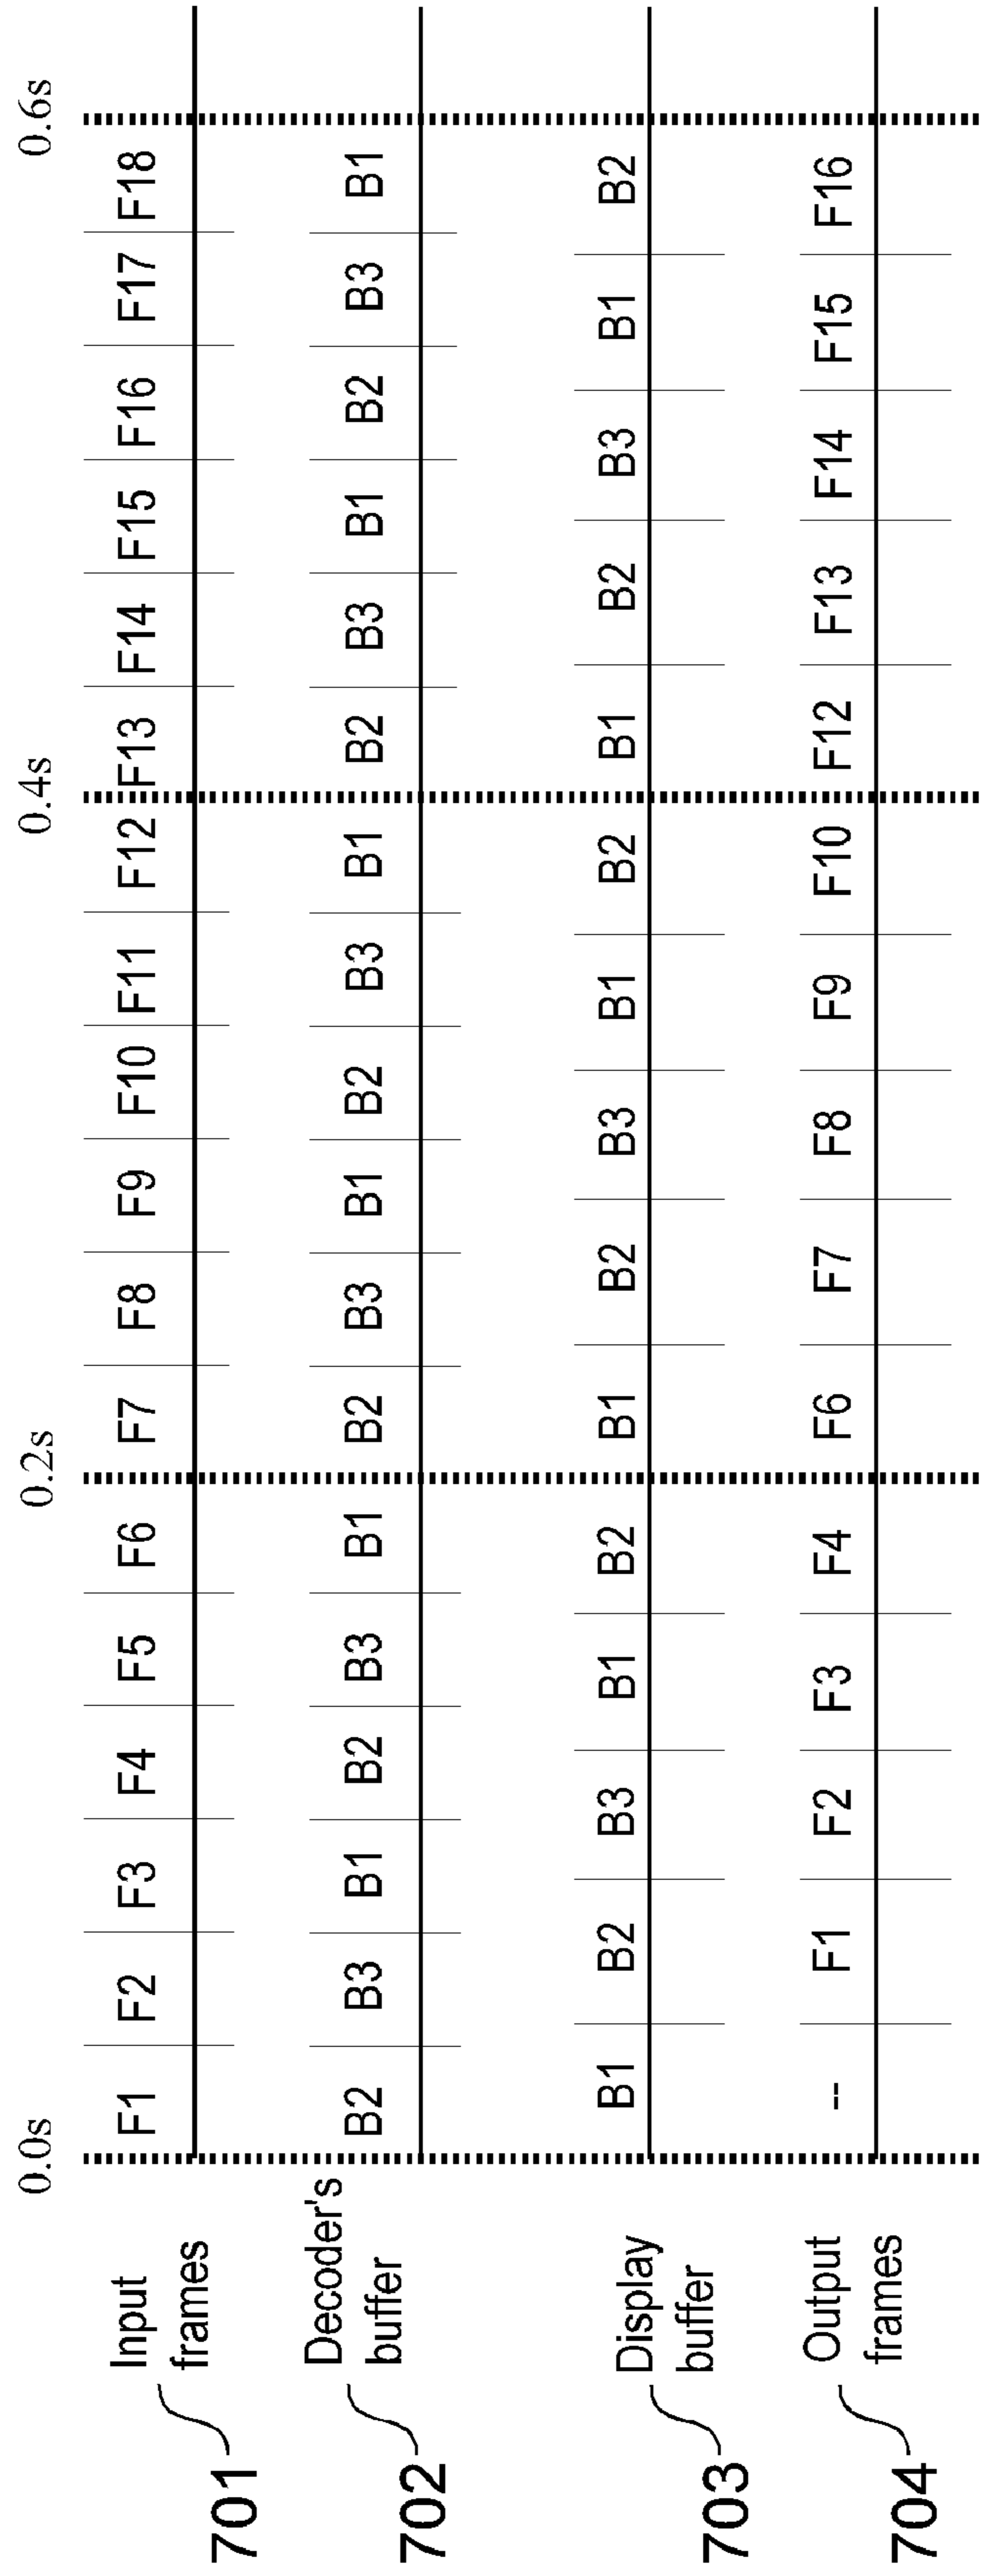 0.0s 0.2s 0.4s 0.6s
701 Input frames F1 F2 F3 F4 F5 F6 F7 F8 F9 F10 F11 F12 F13 F14 F15 F16 F17 F18
702 Decoder's buffer B2 B3 B1 B2 B3 B1 B2 B3 B1 B2 B3 B1 B2 B3 B1 B2 B3 B1
703 Display buffer B1 B2 B3 B1 B2 B1 B2 B3 B1 B2 B1 B2 B3 B1 B2
704 Output frames -- F1 F2 F3 F4 F6 F7 F8 F9 F10 F12 F13 F14 F15 F16